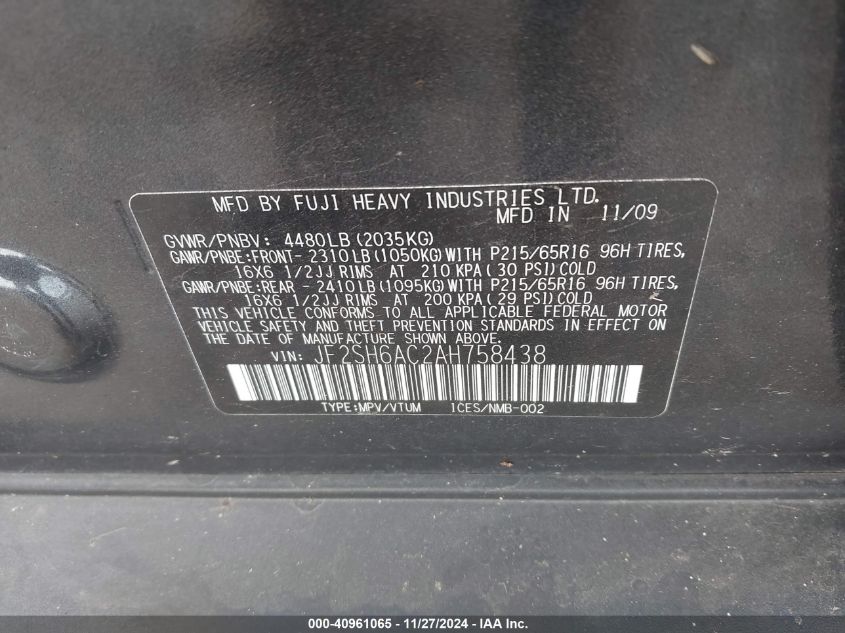 MFD BY FUJI HEAVY INDUSTRIES LTD.
MFD IN 11/09
GVWR/PNBV: 4480LB (2035KG)
GAWR/PNBE:FRONT- 2310LB (1050KG) WITH P215/65R16 96H TIRES,
16X6 1/2JJ RIMS AT 210 KPA ( 30 PSI) COLD
GAWR/PNBE:REAR - 2410LB (1095KG) WITH P215/65R16 96H TIRES,
16X6 1/2JJ RIMS AT 200 KPA ( 29 PSI) COLD
THIS VEHICLE CONFORMS TO ALL APPLICABLE FEDERAL MOTOR
VEHICLE SAFETY AND THEFT PREVENTION STANDARDS IN EFFECT ON
THE DATE OF MANUFACTURE SHOWN ABOVE.
VIN: JF2SH6AC2AH758438
TYPE:MPV/VTUM ICES/NMB-002
000-40961065 - 11/27/2024 - IAA Inc.